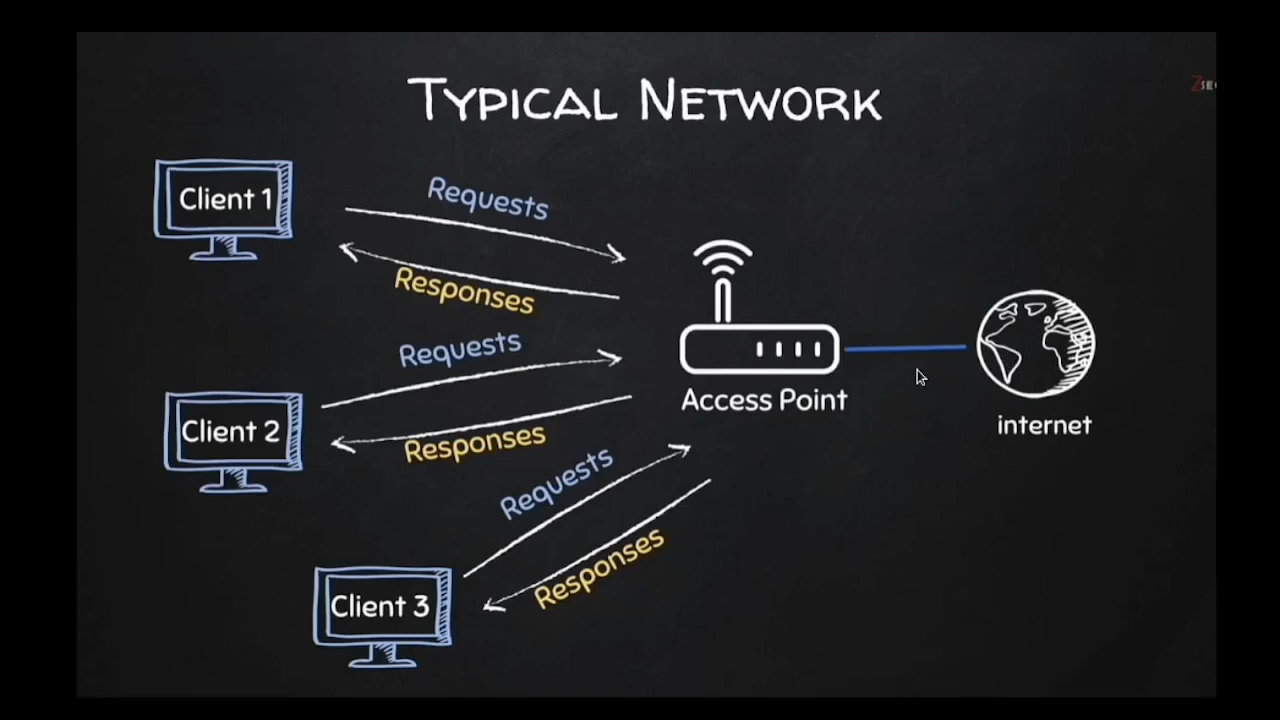 TYPICAL NETWORK
Client 1
Requests
Responses
Requests
Client 2
Responses
Access Point
internet
Requests
Responses
Client 3